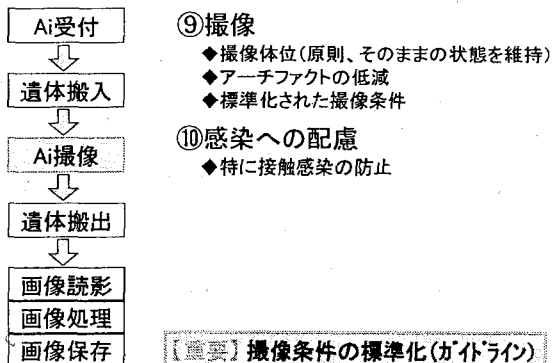 Ai受付
遺体搬入
Ai撮像
遺体搬出
画像読影
画像処理
画像保存
⑨撮像
◆撮像体位(原則、そのままの状態を維持)
◆アーチファクトの低減
◆標準化された撮像条件
⑩感染への配慮
◆特に接触感染の防止
【重要】撮像条件の標準化(ガイドライン)